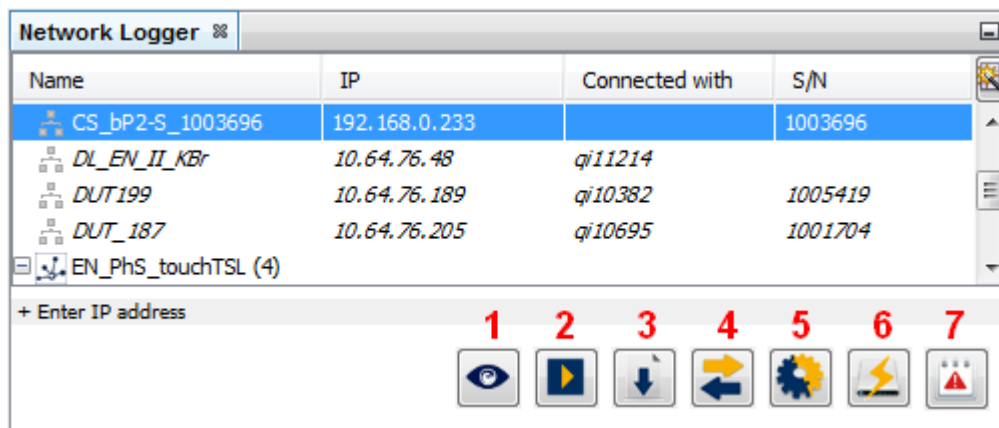 Network Logger
Name IP Connected with S/N
CS_bP2-S_1003696 192.168.0.233 1003696
DL_EN_II_KBr 10.64.76.48 qi11214
DUT199 10.64.76.189 qi10382 1005419
DUT_187 10.64.76.205 qi10695 1001704
EN_PhS_touchTSL (4)
+ Enter IP address
1 2 3 4 5 6 7